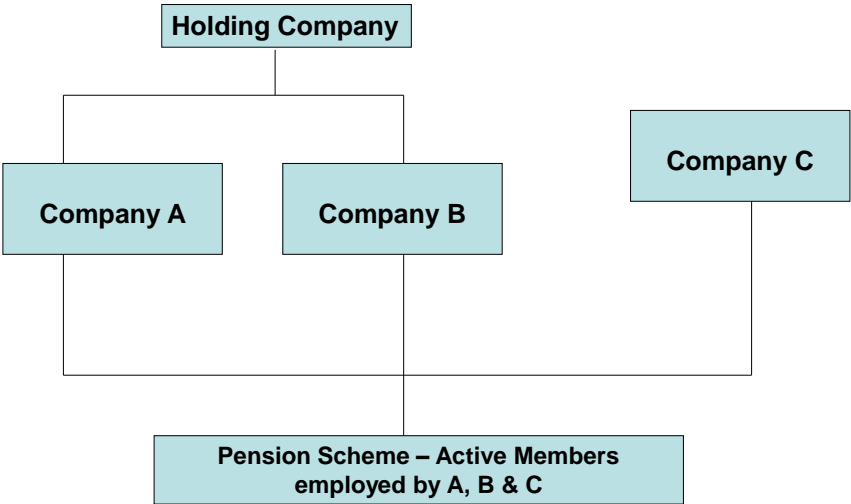 Holding Company
Company A
Company B
Company C
Pension Scheme – Active Members
employed by A, B & C